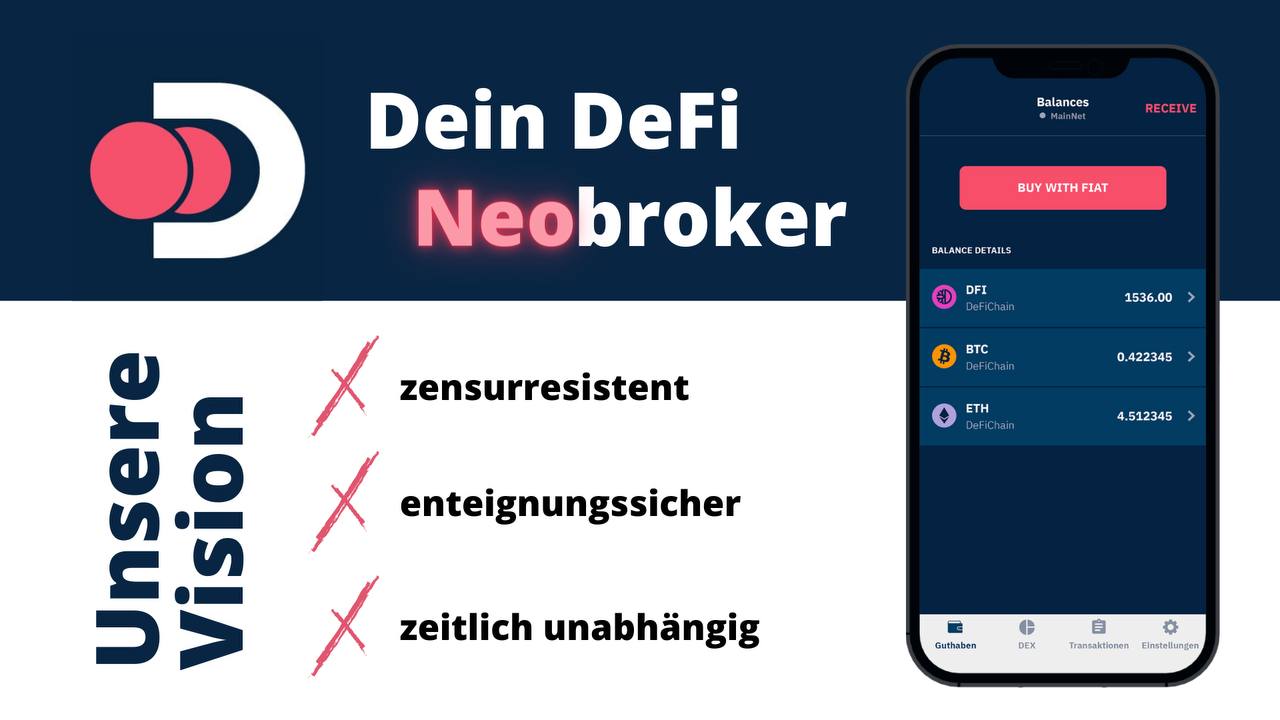 Dein DeFi
Neobroker
Unsere
Vision
zensurresistent
enteignungssicher
zeitlich unabhängig
Balances
MainNet
RECEIVE
BUY WITH FIAT
BALANCE DETAILS
DFI
DeFiChain
1536.00
BTC
DeFiChain
0.422345
ETH
DeFiChain
4.512345
Guthaben
DEX
Transaktionen
Einstellungen